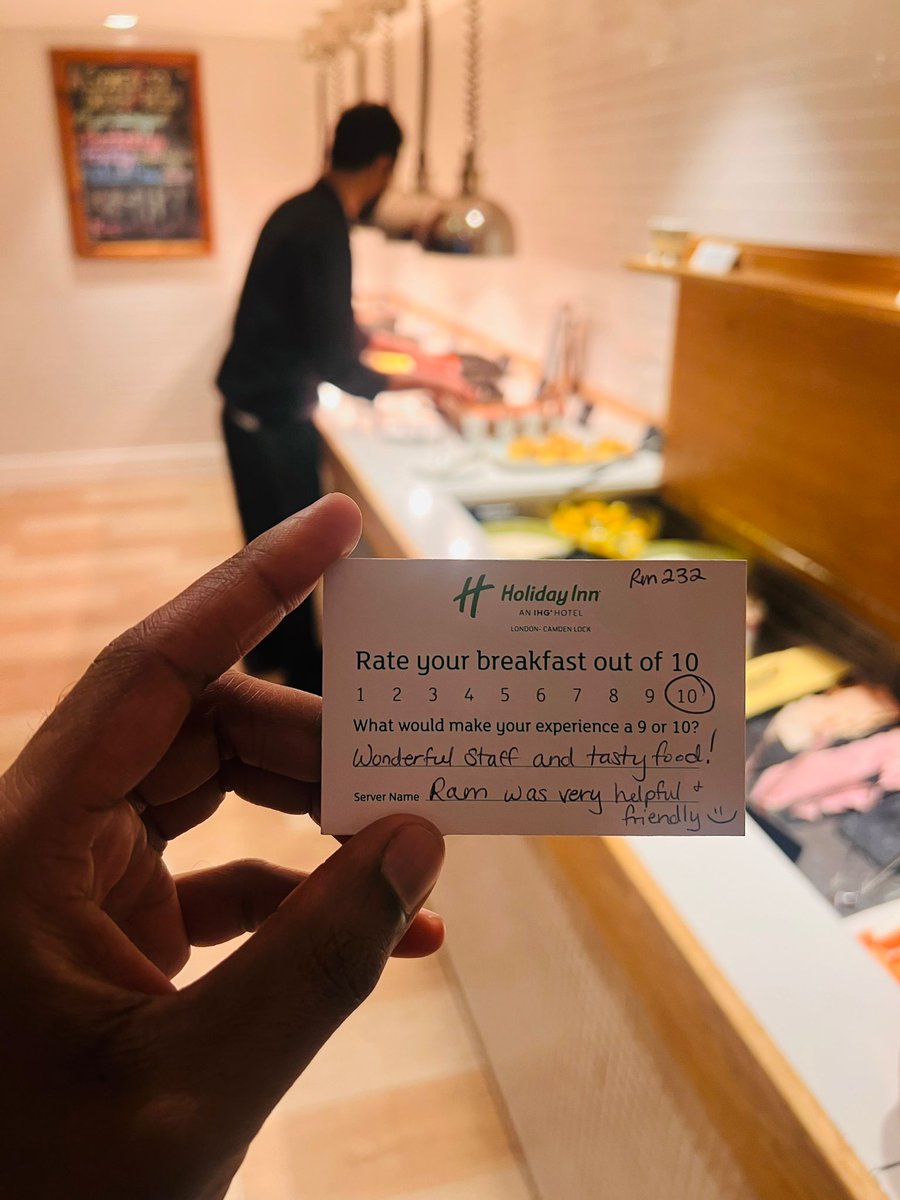 Rm 232
Holiday Inn
AN IHG® HOTEL
LONDON - CAMDEN LOCK
Rate your breakfast out of 10
1 2 3 4 5 6 7 8 9 10
What would make your experience a 9 or 10?
Wonderful Staff and tasty food!
Server Name Ram was very helpful +
friendly